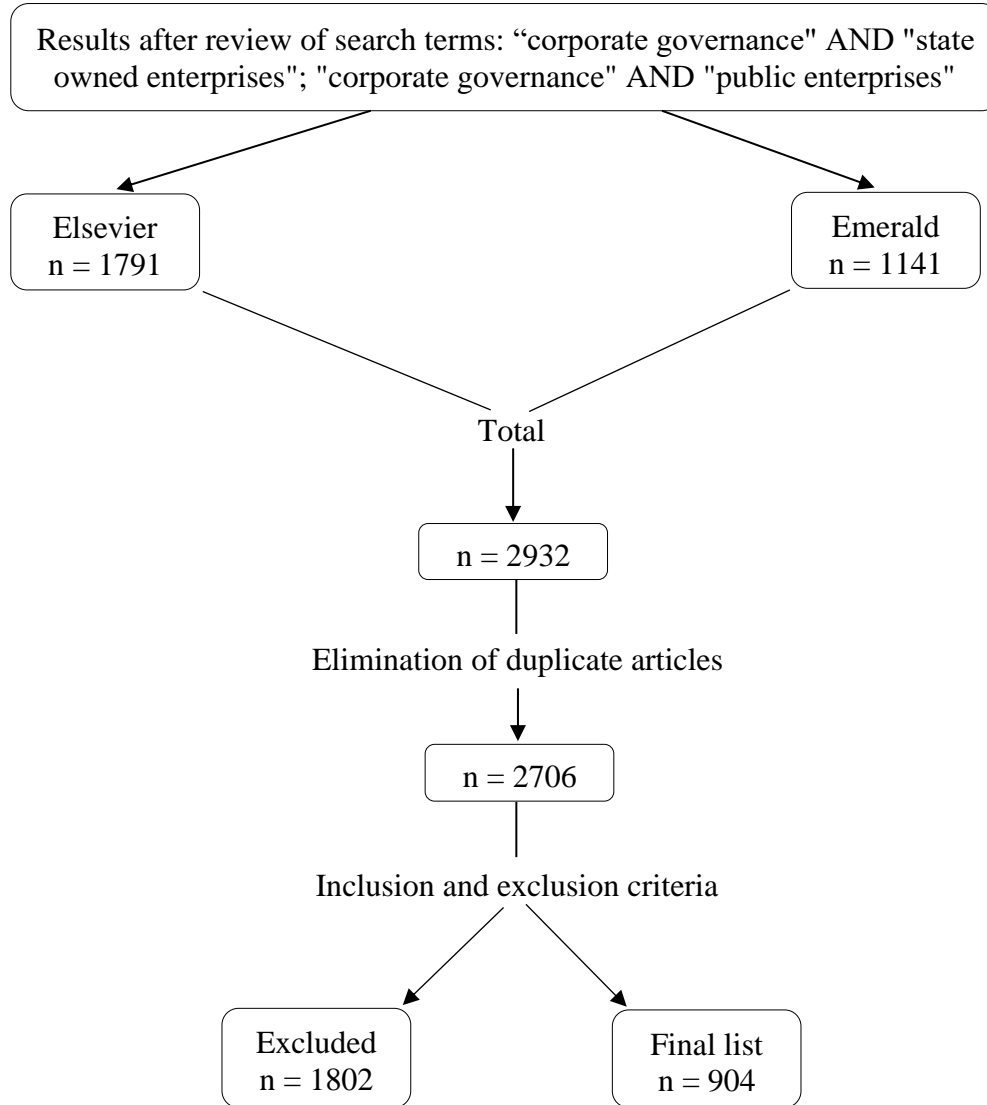 Results after review of search terms: “corporate governance" AND "state
owned enterprises"; "corporate governance" AND "public enterprises"
Elsevier
n = 1791
Emerald
n = 1141
Total
n = 2932
Elimination of duplicate articles
n = 2706
Inclusion and exclusion criteria
Excluded
n = 1802
Final list
n = 904